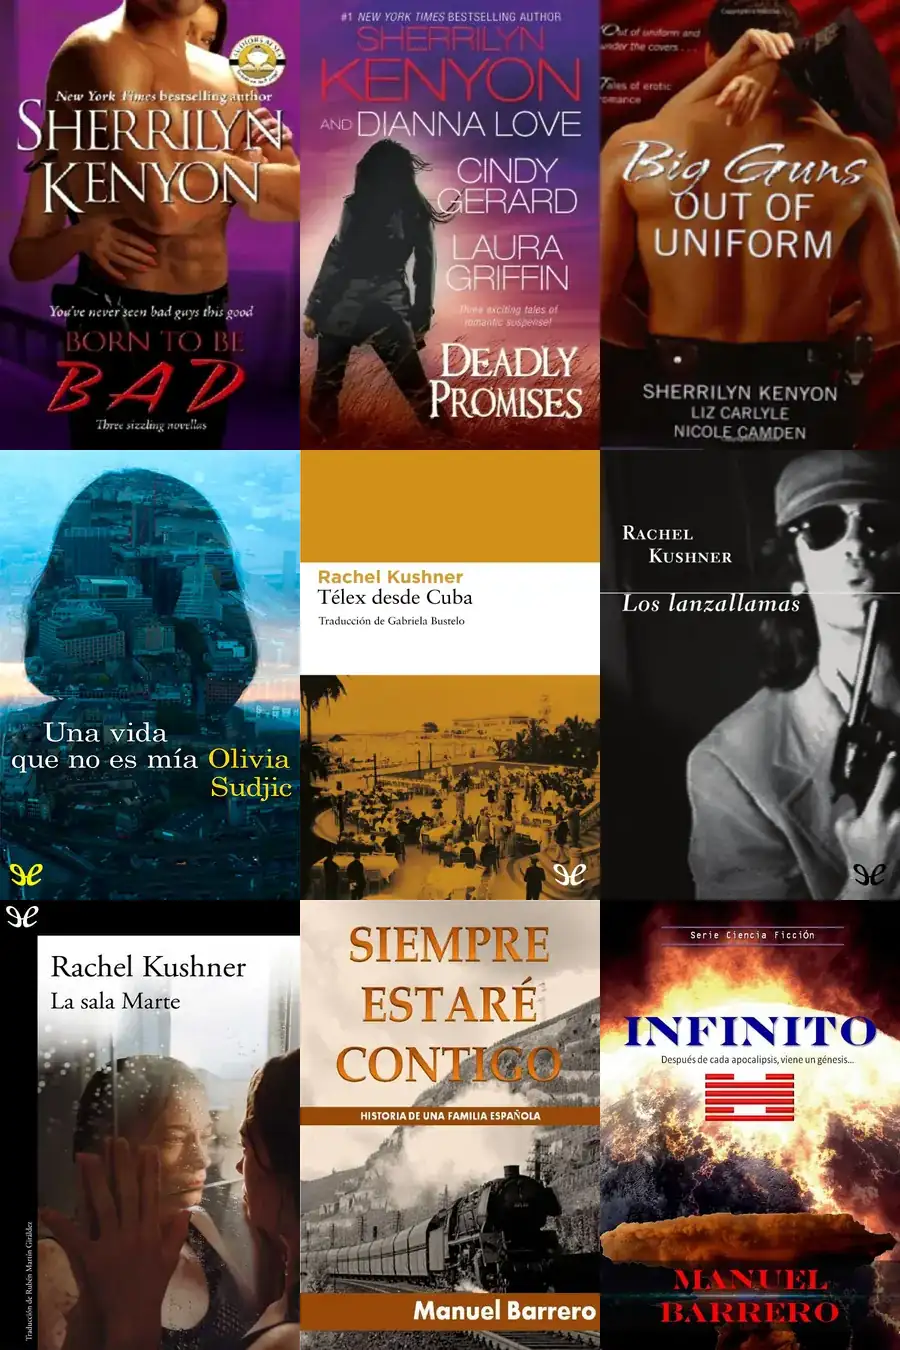 New York Times bestselling author
SHERRILYN
KENYON
You've never seen bad guys this good
BORN TO BE
BAD
Three sizzling novellas
#1 NEW YORK TIMES BESTSELLING AUTHOR
SHERRILYN
KENYON
AND DIANNA LOVE
CINDY
GERARD
LAURA
GRIFFIN
Three exciting tales of
romantic suspense!
DEADLY
PROMISES
Out of uniform and
under the covers . . .
Tales of erotic
romance
Big Guns
OUT OF
UNIFORM
SHERRILYN KENYON
LIZ CARLYLE
NICOLE CAMDEN
Una vida
que no es mía Olivia
Sudjic
Rachel Kushner
Télex desde Cuba
Traducción de Gabriela Bustelo
RACHEL
KUSHNER
Los lanzallamas
Rachel Kushner
La sala Marte
Traducción de Rubén Martín Giráldez
SIEMPRE
ESTARÉ
CONTIGO
HISTORIA DE UNA FAMILIA ESPAÑOLA
Manuel Barrero
Serie Ciencia Ficción
INFINITO
Después de cada apocalipsis, viene un génesis...
MANUEL
BARRERO